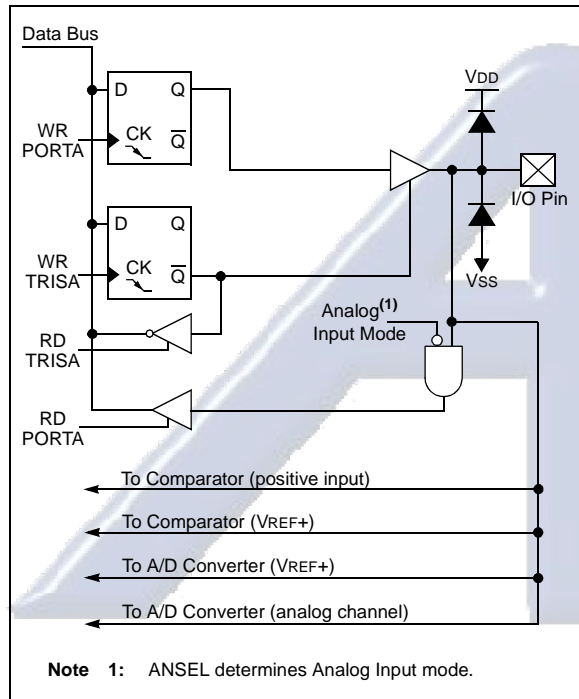 Data Bus
D Q
VDD
WR
PORTA
CK Q
I/O Pin
D Q
WR
TRISA
CK Q
VSS
Analog(1)
Input Mode
RD
TRISA
RD
PORTA
To Comparator (positive input)
To Comparator (VREF+)
To A/D Converter (VREF+)
To A/D Converter (analog channel)
Note 1: ANSEL determines Analog Input mode.